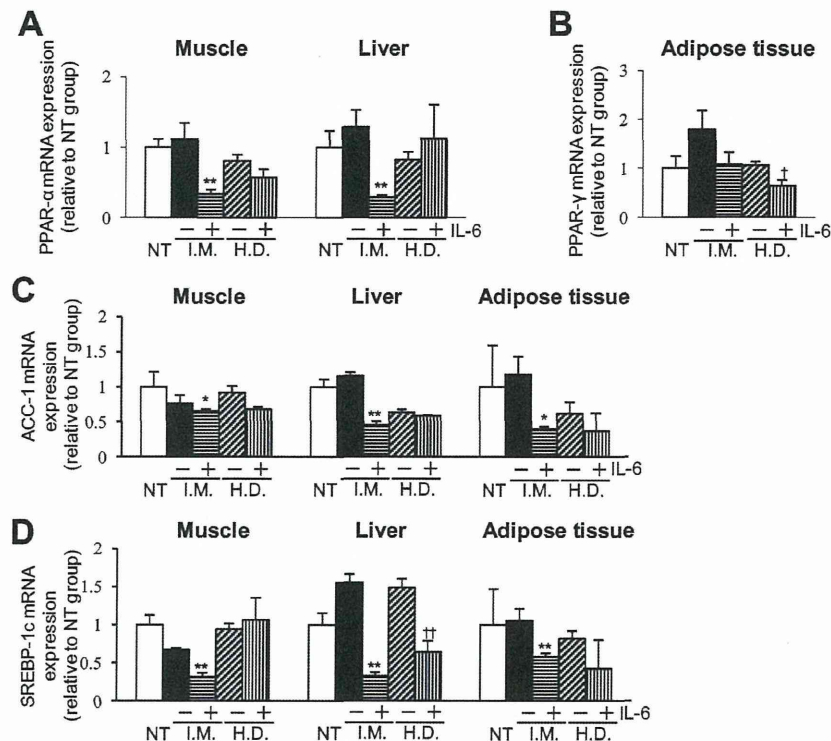 A
Muscle
Liver
PPAR-α mRNA expression
(relative to NT group)
2
1
0
**
**
− + − +
− + − + IL-6
NT I.M. H.D.
NT I.M. H.D.
B
Adipose tissue
PPAR-γ mRNA expression
(relative to NT group)
3
2
1
0
†
− + − + IL-6
NT I.M. H.D.
C
Muscle
Liver
Adipose tissue
ACC-1 mRNA
expression
(relative to NT group)
2
1.5
1
0.5
0
*
**
*
− + − +
− + − +
− + − + IL-6
NT I.M. H.D.
NT I.M. H.D.
NT I.M. H.D.
D
Muscle
Liver
Adipose tissue
SREBP-1c mRNA
expression
(relative to NT group)
2
1.5
1
0.5
0
**
**
††
**
− + − +
− + − +
− + − + IL-6
NT I.M. H.D.
NT I.M. H.D.
NT I.M. H.D.